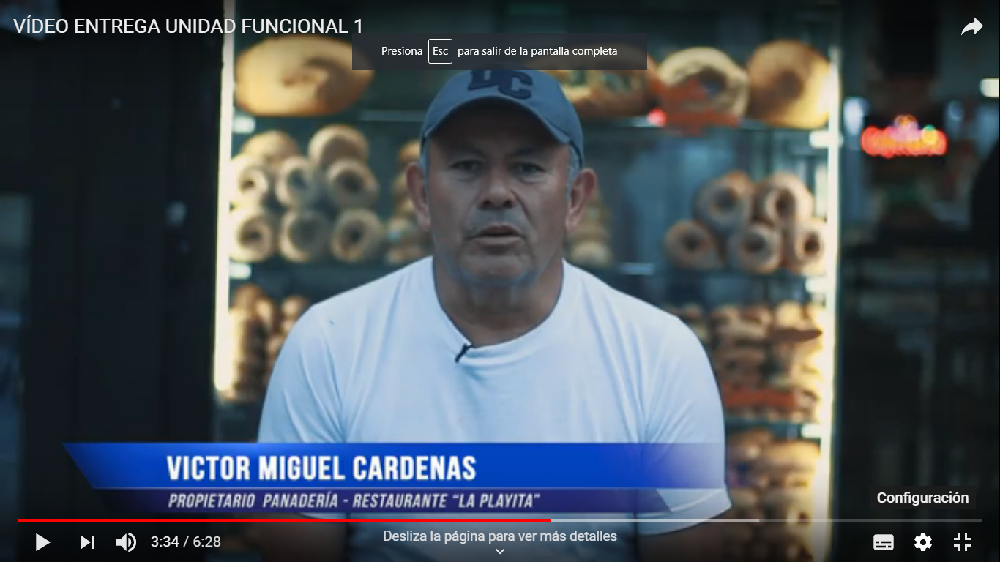 VÍDEO ENTREGA UNIDAD FUNCIONAL 1
Presiona Esc para salir de la pantalla completa
DC
VICTOR MIGUEL CARDENAS
PROPIETARIO PANADERÍA - RESTAURANTE “LA PLAYITA”
Configuración
3:34 / 6:28
Desliza la página para ver más detalles